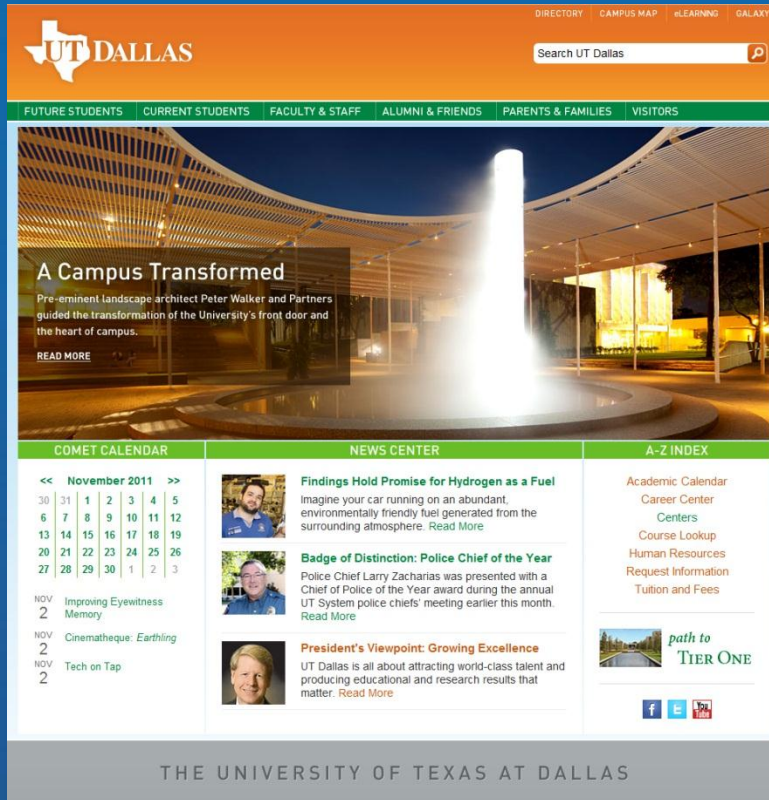 DIRECTORY CAMPUS MAP eLEARNING GALAXY
UT DALLAS
Search UT Dallas
FUTURE STUDENTS CURRENT STUDENTS FACULTY & STAFF ALUMNI & FRIENDS PARENTS & FAMILIES VISITORS
A Campus Transformed
Pre-eminent landscape architect Peter Walker and Partners
guided the transformation of the University's front door and
the heart of campus.
READ MORE
COMET CALENDAR
<< November 2011 >>
30 31 1 2 3 4 5
6 7 8 9 10 11 12
13 14 15 16 17 18 19
20 21 22 23 24 25 26
27 28 29 30 1 2 3
NOV 2 Improving Eyewitness
Memory
NOV 2 Cinematheque: Earthling
NOV 2 Tech on Tap
NEWS CENTER
Findings Hold Promise for Hydrogen as a Fuel
Imagine your car running on an abundant,
environmentally friendly fuel generated from the
surrounding atmosphere. Read More
Badge of Distinction: Police Chief of the Year
Police Chief Larry Zacharias was presented with a
Chief of Police of the Year award during the annual
UT System police chiefs' meeting earlier this month.
Read More
President's Viewpoint: Growing Excellence
UT Dallas is all about attracting world-class talent and
producing educational and research results that
matter. Read More
A-Z INDEX
Academic Calendar
Career Center
Centers
Course Lookup
Human Resources
Request Information
Tuition and Fees
path to
TIER ONE
f t You
Tube
THE UNIVERSITY OF TEXAS AT DALLAS